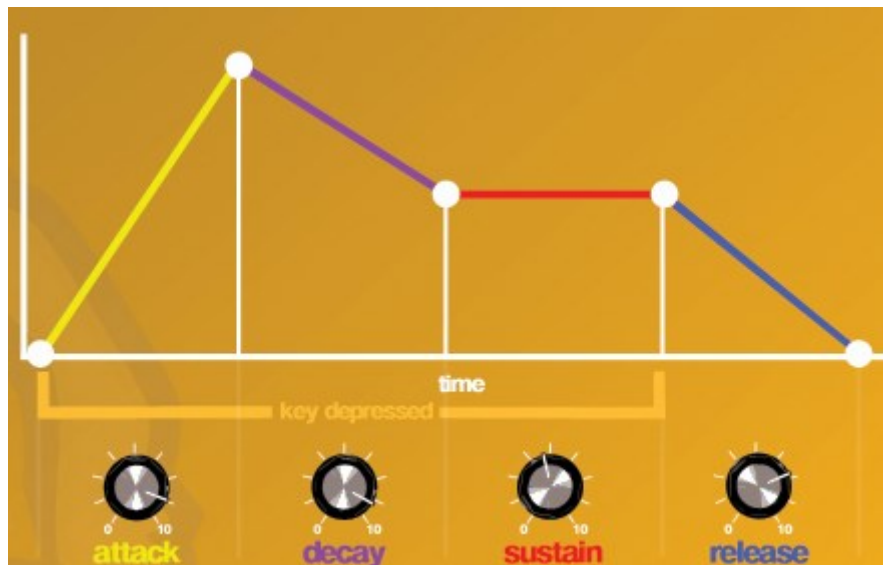 time
key depressed
0 10 0 10 0 10 0 10
attack decay sustain release